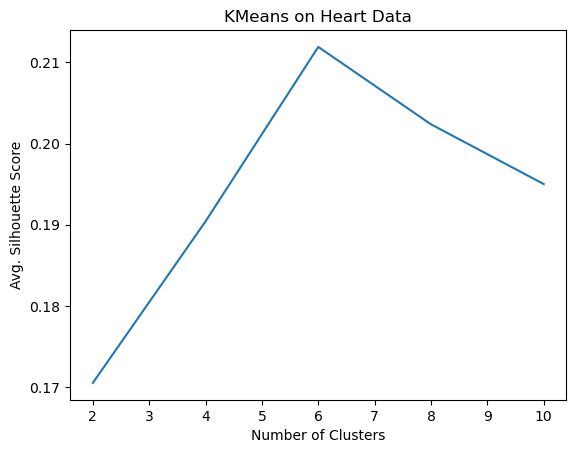 KMeans on Heart Data
0.21
0.20
0.19
0.18
0.17
Avg. Silhouette Score
2 3 4 5 6 7 8 9 10
Number of Clusters